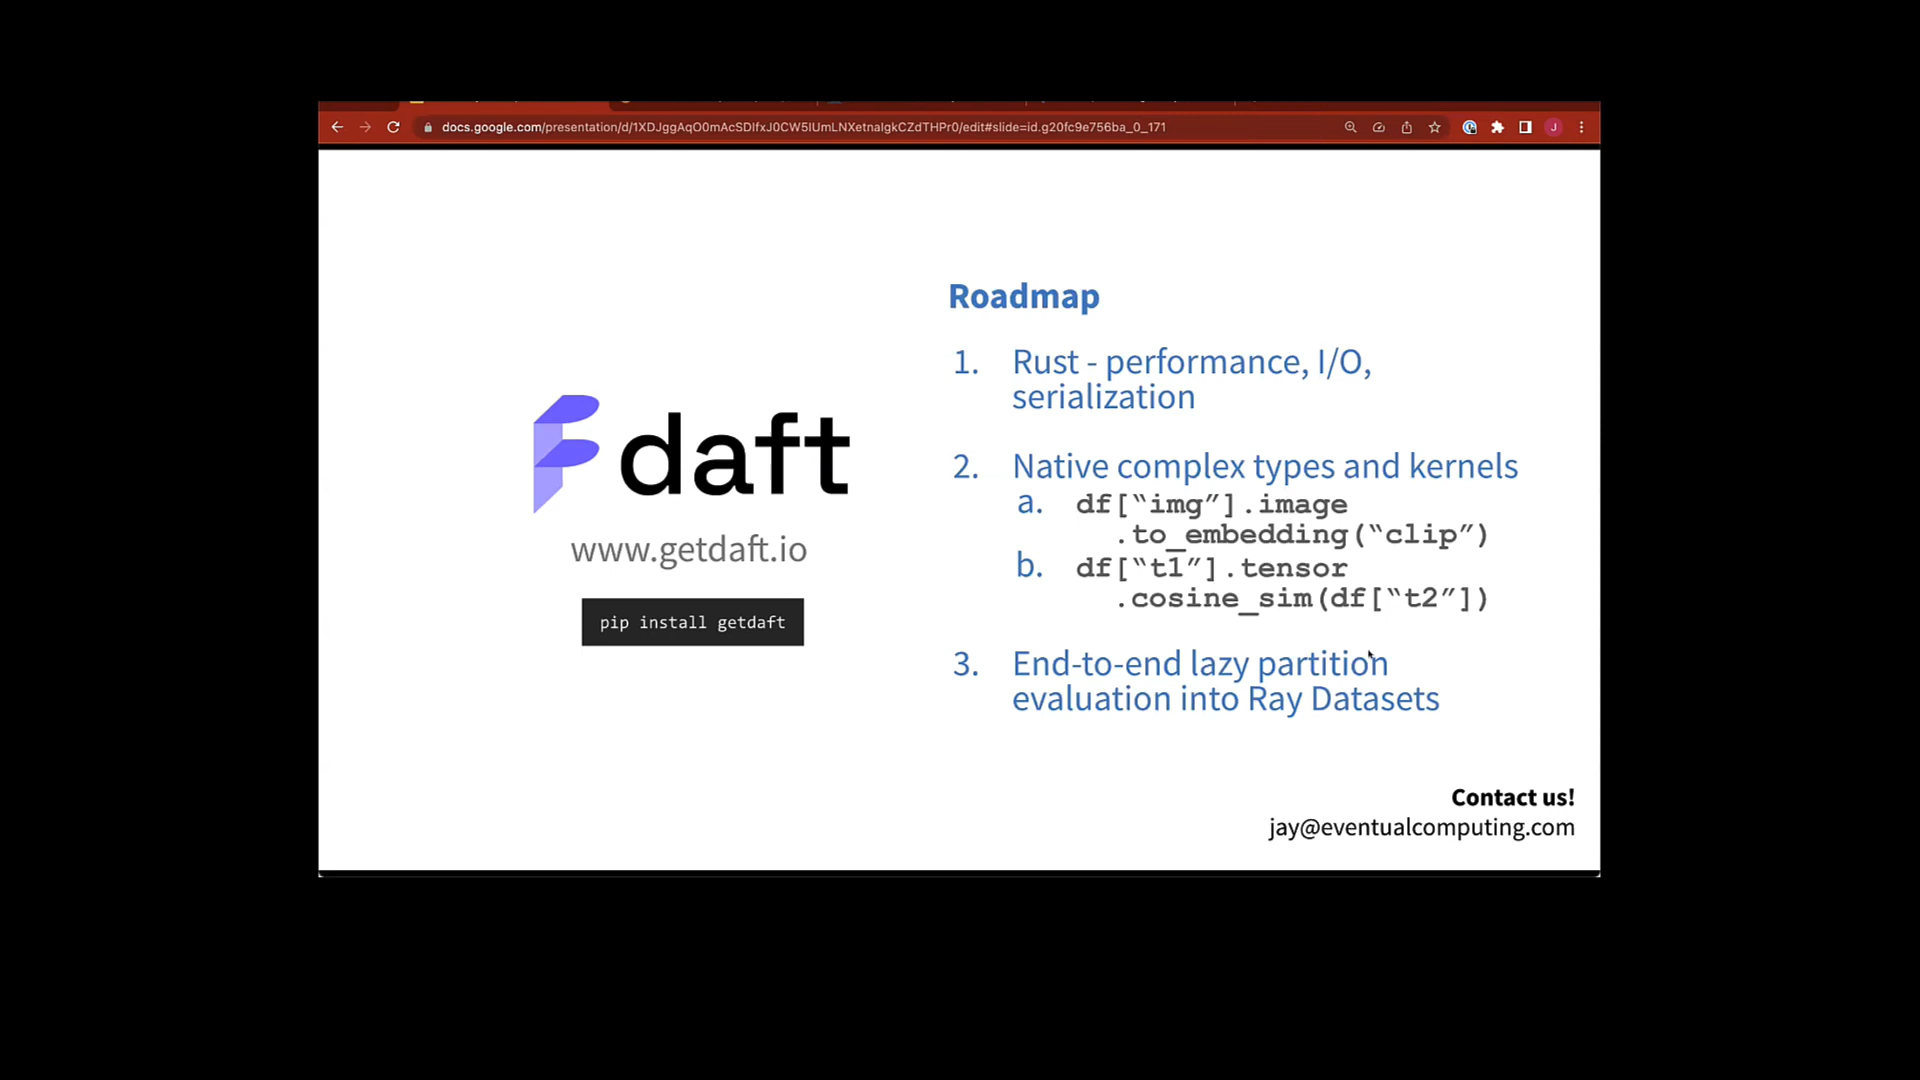 docs.google.com/presentation/d/1XDJggAqO0mAcSDIfxJ0CW5IUmLNXetnaIgkCZdTHPr0/edit#slide=id.g20fc9e756ba_0_171
J
Roadmap
1. Rust - performance, I/O,
serialization
2. Native complex types and kernels
a. df[“img”].image
.to_embedding(“clip”)
b. df[“t1”].tensor
.cosine_sim(df[“t2”])
3. End-to-end lazy partition
evaluation into Ray Datasets
daft
www.getdaft.io
pip install getdaft
Contact us!
jay@eventualcomputing.com